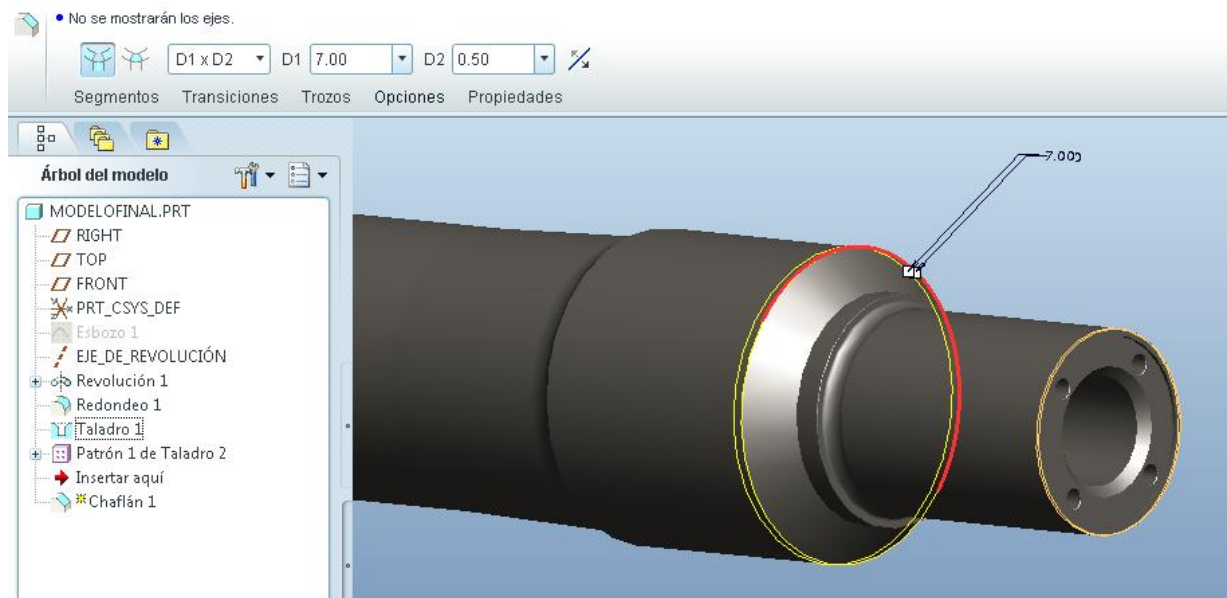 No se mostrarán los ejes.
D1 x D2 D1 7.00 D2 0.50
Segmentos Transiciones Trozos Opciones Propiedades
Árbol del modelo
MODELOFINAL.PRT
RIGHT
TOP
FRONT
PRT_CSYS_DEF
Esbozo 1
EJE_DE_REVOLUCIÓN
Revolución 1
Redondeo 1
Taladro 1
Patrón 1 de Taladro 2
Insertar aquí
Chaflán 1
7.00